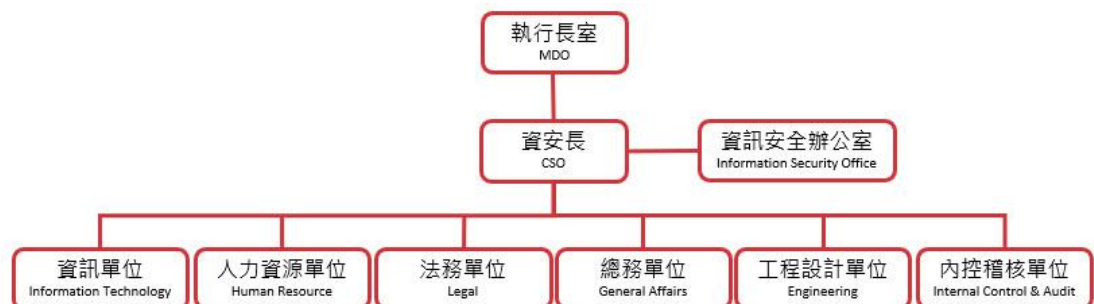 執行長室
MDO
資安長
CSO
資訊安全辦公室
Information Security Office
資訊單位
Information Technology
人力資源單位
Human Resource
法務單位
Legal
總務單位
General Affairs
工程設計單位
Engineering
內控稽核單位
Internal Control & Audit